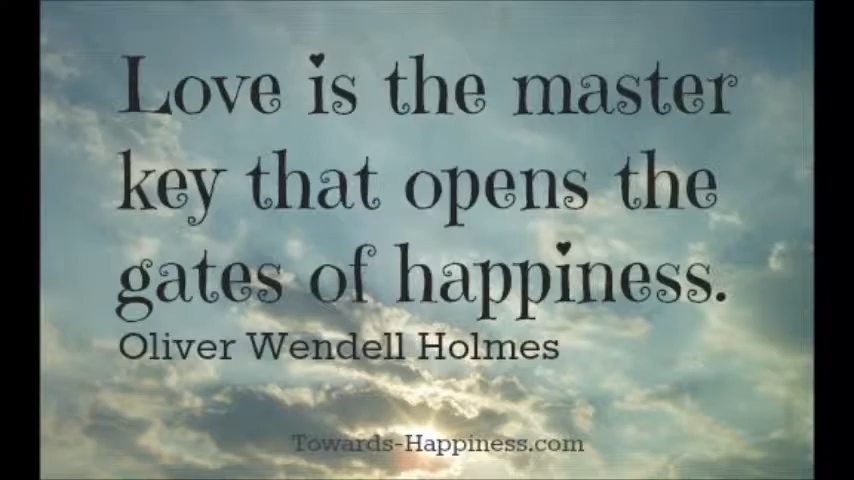 Love is the master
key that opens the
gates of happiness.
Oliver Wendell Holmes
Towards-Happiness.com